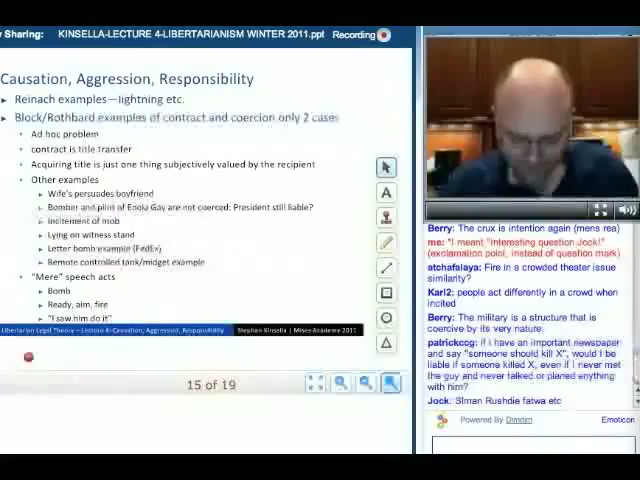 y Sharing: KINSELLA-LECTURE 4-LIBERTARIANISM WINTER 2011.ppt Recording
Causation, Aggression, Responsibility
Reinach examples—lightning etc.
Block/Rothbard examples of contract and coercion only 2 cases
Ad hoc problem
contract is title transfer
Acquiring title is just one thing subjectively valued by the recipient
Other examples
Wife's persuades boyfriend
Bomber and pilot of Enola Gay are not coerced: President still liable?
Incitement of mob
Lying on witness stand
Letter bomb example (FedEx)
Remote controlled tank/midget example
"Mere" speech acts
Bomb
Ready, aim, fire
"I saw him do it"
Libertarian Legal Theory – Lecture 4: Causation, Aggression, Responsibility Stephan Kinsella | Mises Academy 2011
15 of 19
A
Berry: The crux is intention again (mens rea)
me: "I meant "Interesting question Jock!"
(exclamation point, instead of question mark)
atchafalaya: Fire in a crowded theater issue
similarity?
Karl2: people act differently in a crowd when
incited
Berry: The military is a structure that is
coercive by its very nature.
patrickcg: if I have an important newspaper
and say "someone should kill X", would I be
liable if someone killed X, even if I never met
the guy and never talked or planed anything
with him?
Jock: Slman Rushdie fatwa etc
Powered By Dimdim Emoticon